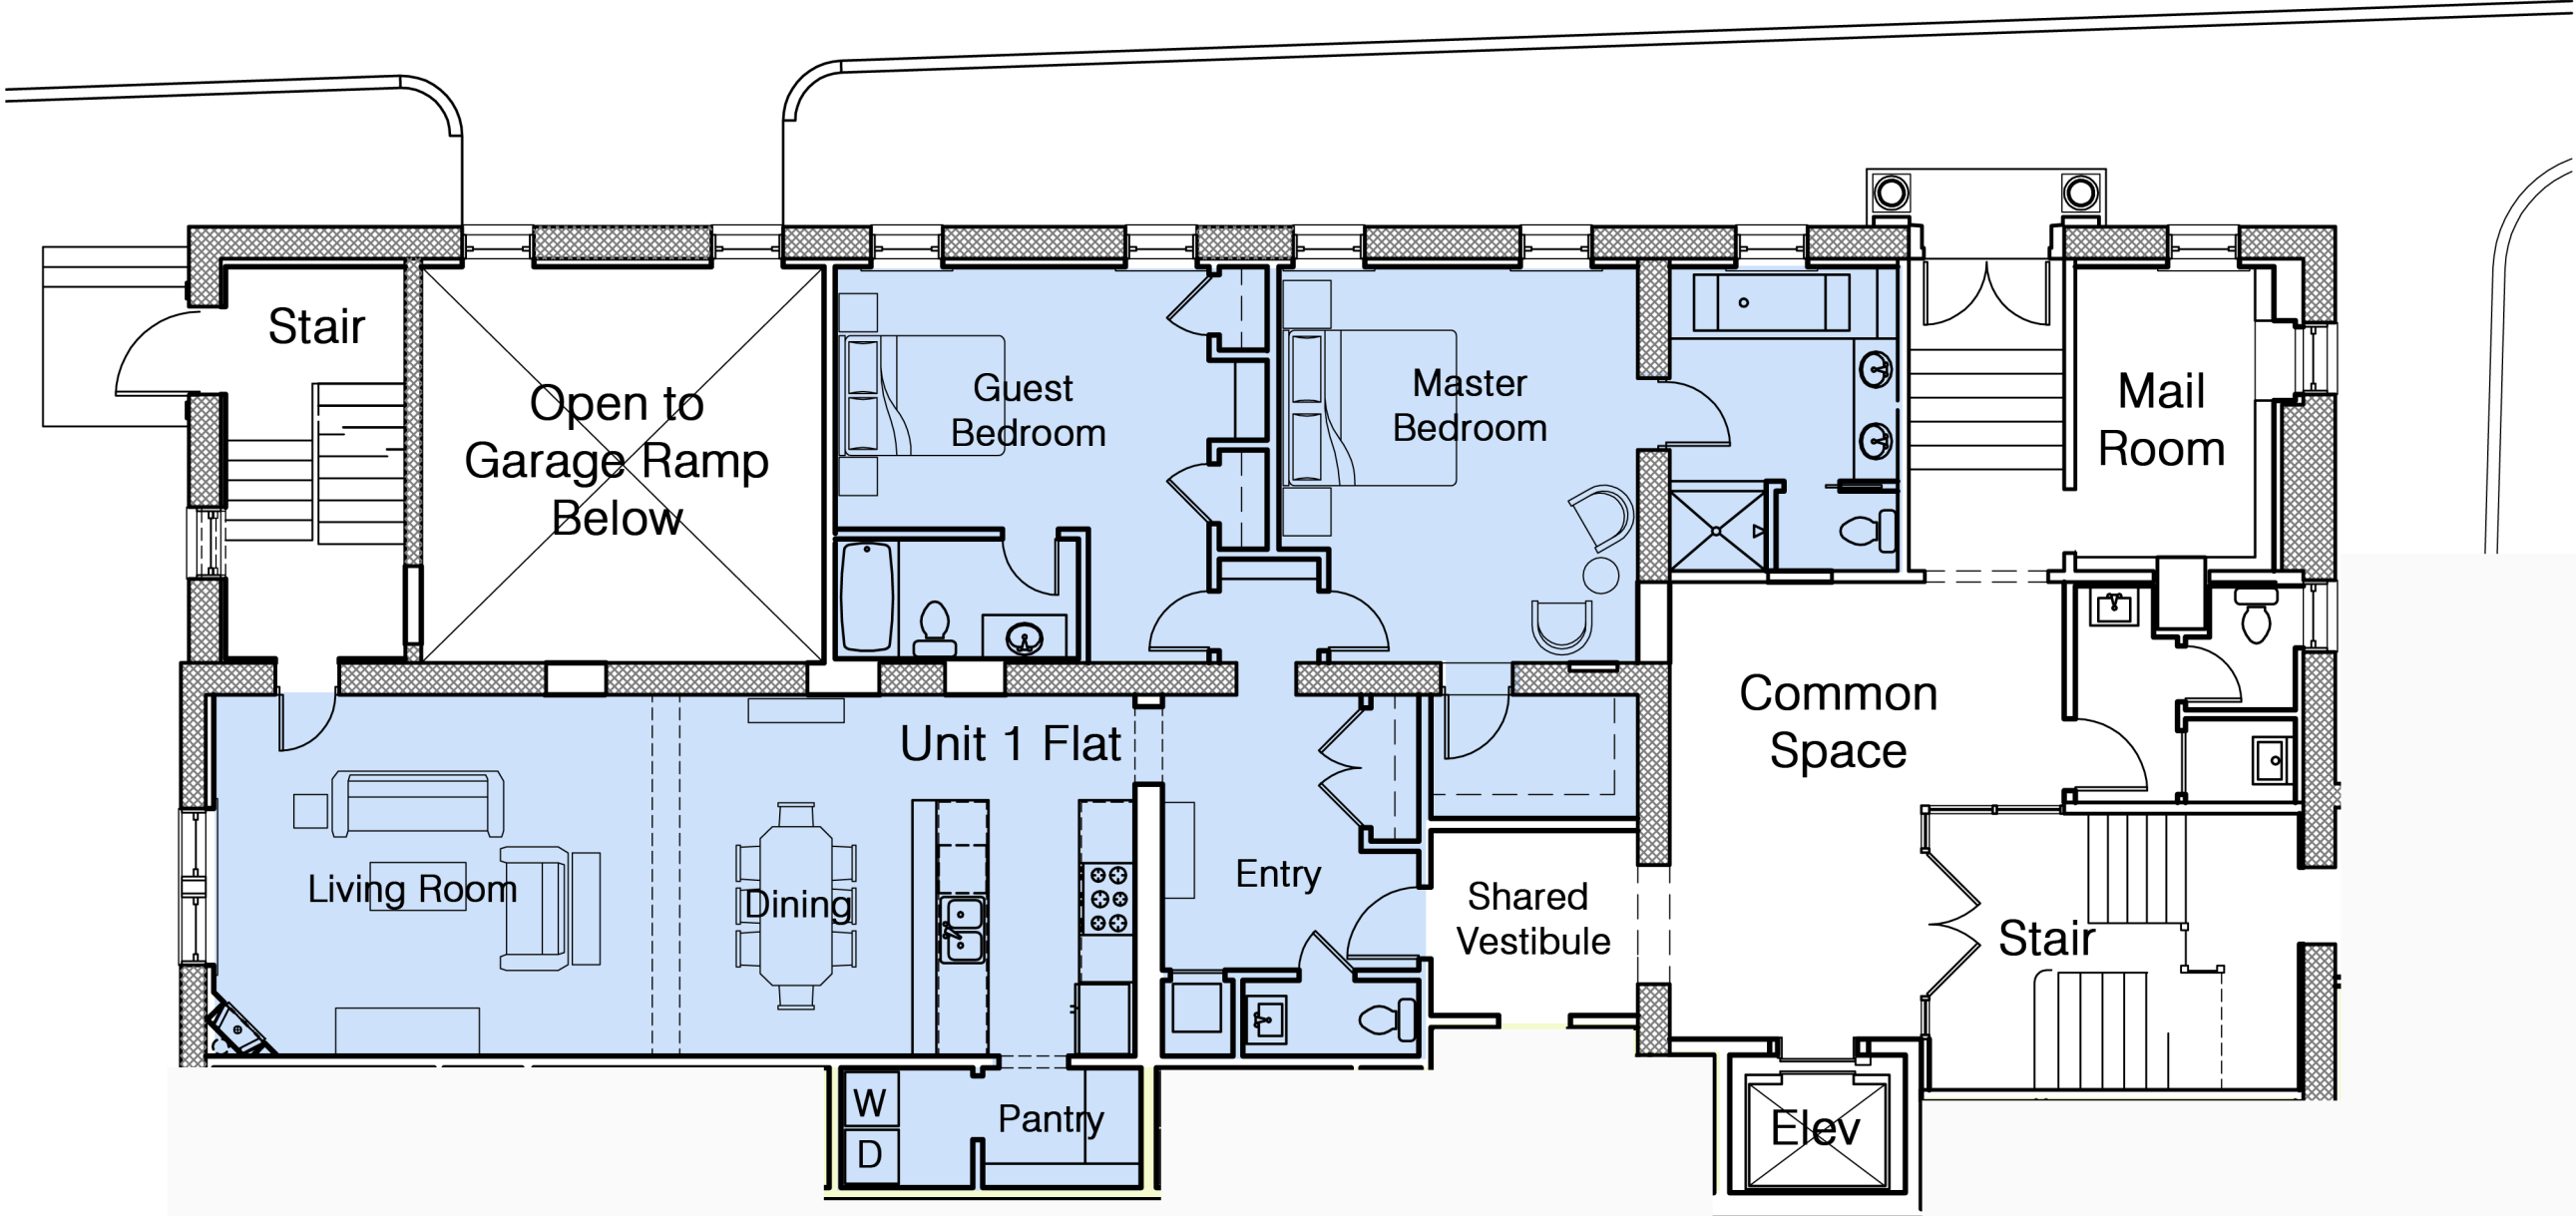 Stair
Open to
Garage Ramp
Below
Guest
Bedroom
Master
Bedroom
Mail
Room
Unit 1 Flat
Common
Space
Living Room
Dining
Entry
Shared
Vestibule
Stair
W
D
Pantry
Elev